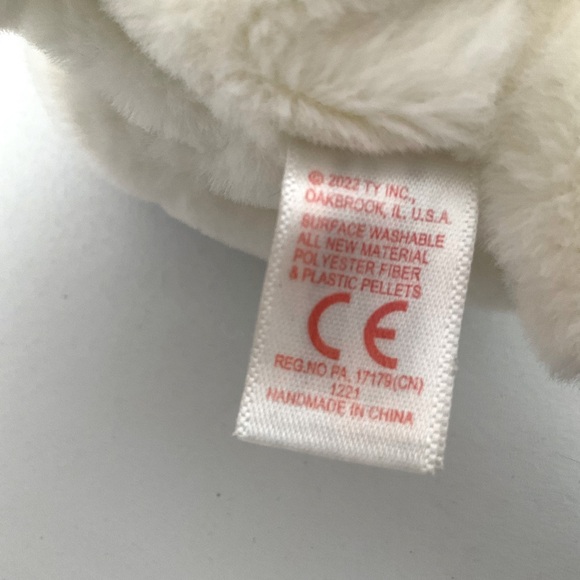 © 2022 TY INC.,
OAKBROOK, IL. U.S.A.
SURFACE WASHABLE
ALL NEW MATERIAL
POLYESTER FIBER
& PLASTIC PELLETS
CE
REG.NO PA. 17179(CN)
1221
HANDMADE IN CHINA